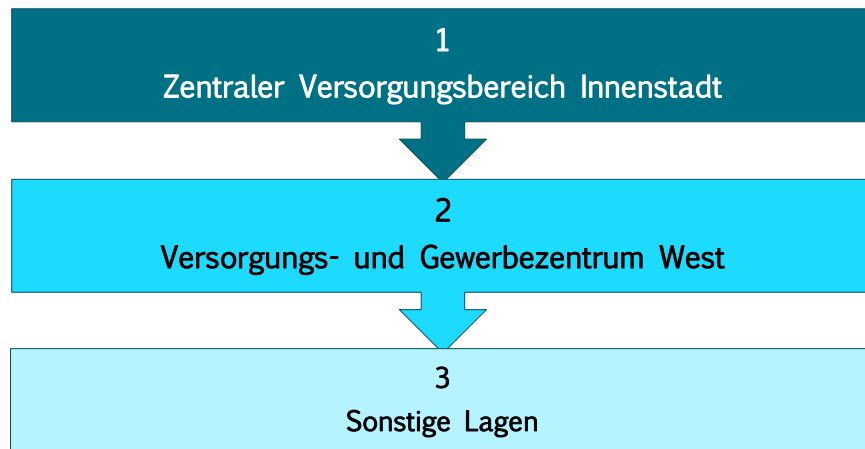 1
Zentraler Versorgungsbereich Innenstadt
2
Versorgungs- und Gewerbezentrum West
3
Sonstige Lagen